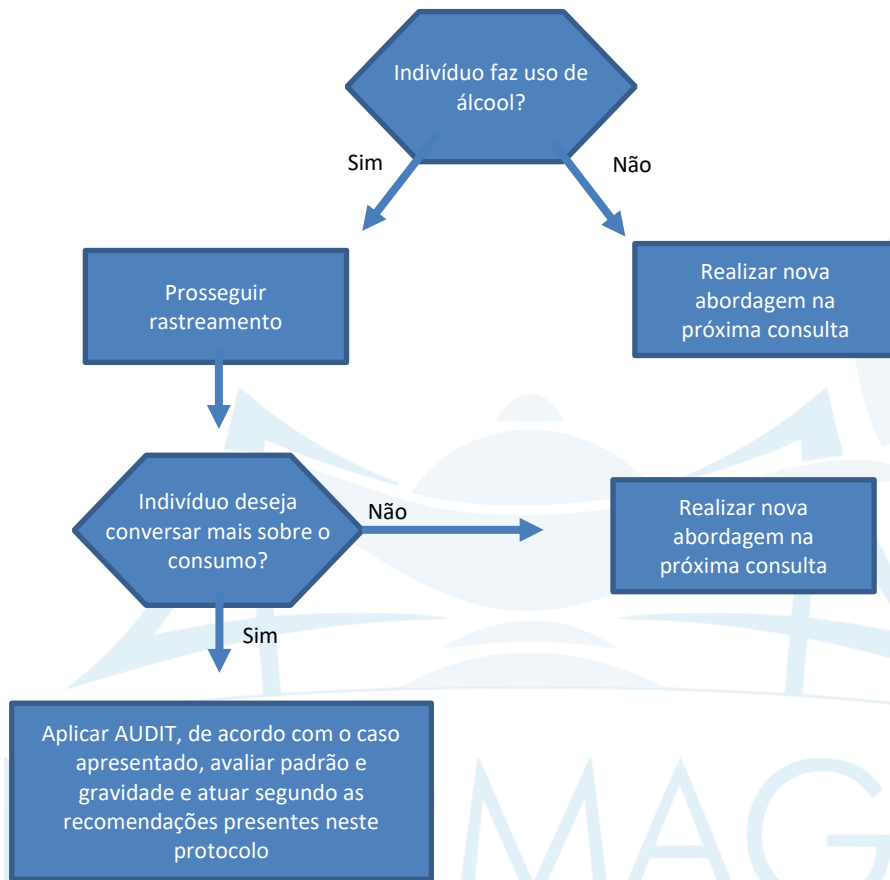 Indivíduo faz uso de
álcool?
Sim
Não
Prosseguir
rastreamento
Realizar nova
abordagem na
próxima consulta
Indivíduo deseja
conversar mais sobre o
consumo?
Não
Realizar nova
abordagem na
próxima consulta
Sim
Aplicar AUDIT, de acordo com o caso
apresentado, avaliar padrão e
gravidade e atuar segundo as
recomendações presentes neste
protocolo
MAG